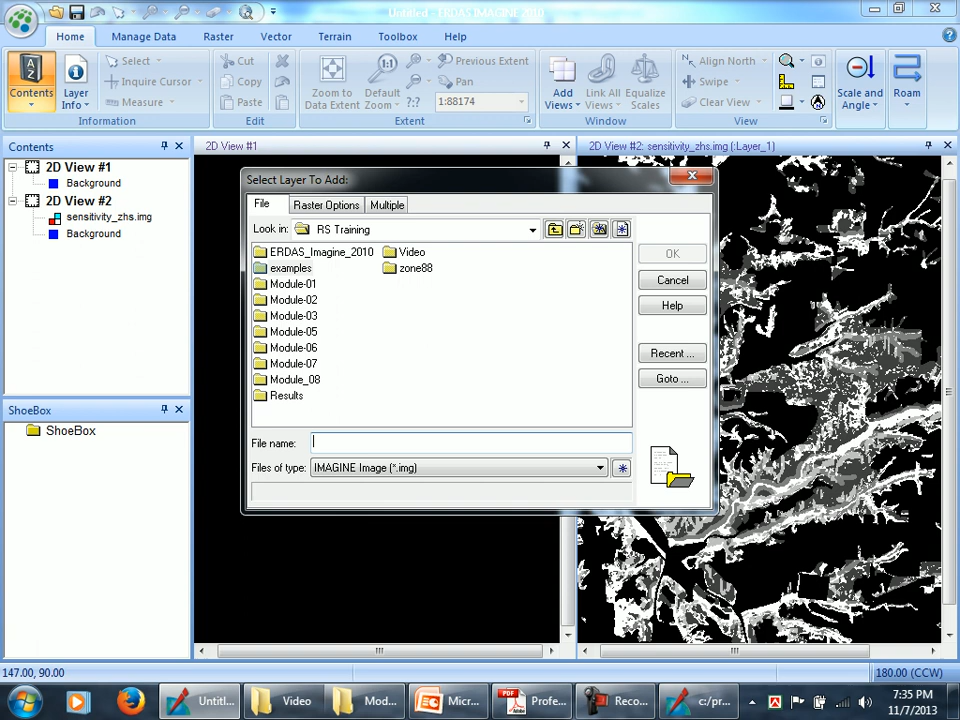 Untitled - ERDAS IMAGINE 2010
Home Manage Data Raster Vector Terrain Toolbox Help
Contents
Layer Info
Select
Inquire Cursor
Measure
Information
Cut
Copy
Paste
Edit
Zoom to Data Extent
Default Zoom
?:?
Previous Extent
Pan
1:88174
Extent
Add Views
Link Views
Equalize Scales
Window
Align North
Swipe
Clear View
View
Scale and Angle
Roam
Contents
2D View #1
2D View #2: sensitivity_zhs.img (:Layer_1)
2D View #1
Background
2D View #2
sensitivity_zhs.img
Background
ShoeBox
ShoeBox
Select Layer To Add:
File Raster Options Multiple
Look in: RS Training
ERDAS_Imagine_2010 Video
examples zone88
Module-01
Module-02
Module-03
Module-05
Module-06
Module-07
Module_08
Results
OK
Cancel
Help
Recent ...
Goto ...
File name:
Files of type: IMAGINE Image (*.img)
147.00, 90.00
180.00 (CCW)
Untitl...
Video
Mod...
Micr...
Profe...
Reco...
c:/pr...
7:35 PM
11/7/2013